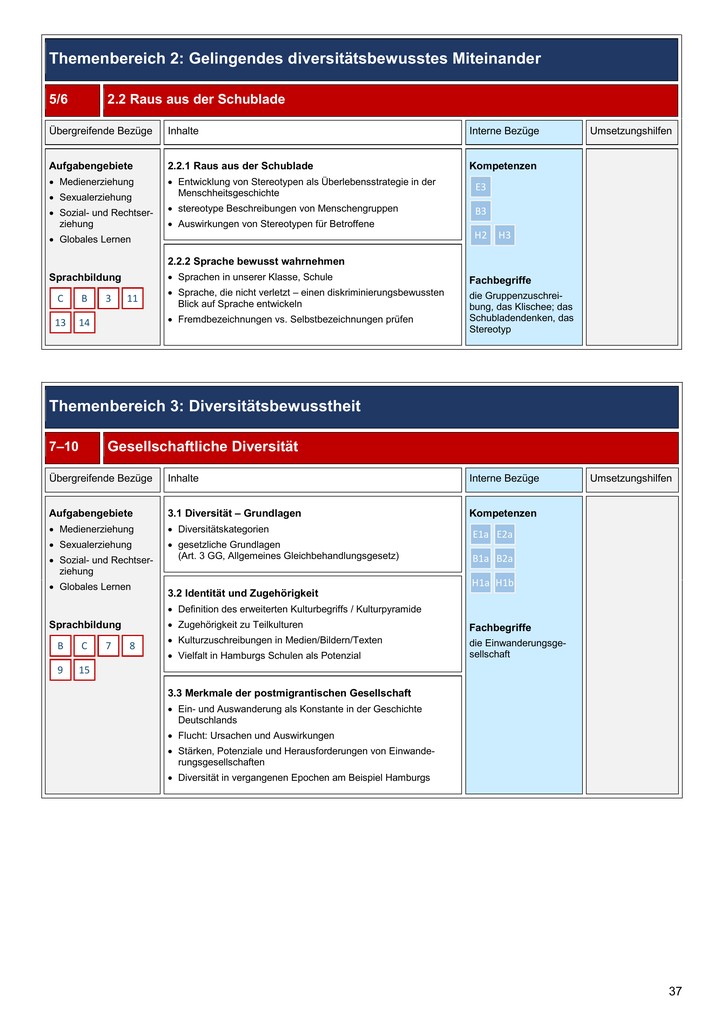 Themenbereich 2: Gelingendes diversitätsbewusstes Miteinander
5/6
2.2 Raus aus der Schublade
Übergreifende Bezüge
Inhalte
Interne Bezüge
Umsetzungshilfen
Aufgabengebiete
• Medienerziehung
• Sexualerziehung
• Sozial- und Rechtser-
ziehung
• Globales Lernen
Sprachbildung
C B 3 11
13 14
2.2.1 Raus aus der Schublade
• Entwicklung von Stereotypen als Überlebensstrategie in der
Menschheitsgeschichte
• stereotype Beschreibungen von Menschengruppen
• Auswirkungen von Stereotypen für Betroffene
2.2.2 Sprache bewusst wahrnehmen
• Sprachen in unserer Klasse, Schule
• Sprache, die nicht verletzt – einen diskriminierungsbewussten
Blick auf Sprache entwickeln
• Fremdbezeichnungen vs. Selbstbezeichnungen prüfen
Kompetenzen
E3
B3
H2 H3
Fachbegriffe
die Gruppenzuschrei-
bung, das Klischee; das
Schubladendenken, das
Stereotyp
Themenbereich 3: Diversitätsbewusstheit
7–10
Gesellschaftliche Diversität
Übergreifende Bezüge
Inhalte
Interne Bezüge
Umsetzungshilfen
Aufgabengebiete
• Medienerziehung
• Sexualerziehung
• Sozial- und Rechtser-
ziehung
• Globales Lernen
Sprachbildung
B C 7 8
9 15
3.1 Diversität – Grundlagen
• Diversitätskategorien
• gesetzliche Grundlagen
(Art. 3 GG, Allgemeines Gleichbehandlungsgesetz)
3.2 Identität und Zugehörigkeit
• Definition des erweiterten Kulturbegriffs / Kulturpyramide
• Zugehörigkeit zu Teilkulturen
• Kulturzuschreibungen in Medien/Bildern/Texten
• Vielfalt in Hamburgs Schulen als Potenzial
3.3 Merkmale der postmigrantischen Gesellschaft
• Ein- und Auswanderung als Konstante in der Geschichte
Deutschlands
• Flucht: Ursachen und Auswirkungen
• Stärken, Potenziale und Herausforderungen von Einwande-
rungsgesellschaften
• Diversität in vergangenen Epochen am Beispiel Hamburgs
Kompetenzen
E1a E2a
B1a B2a
H1a H1b
Fachbegriffe
die Einwanderungsge-
sellschaft
37